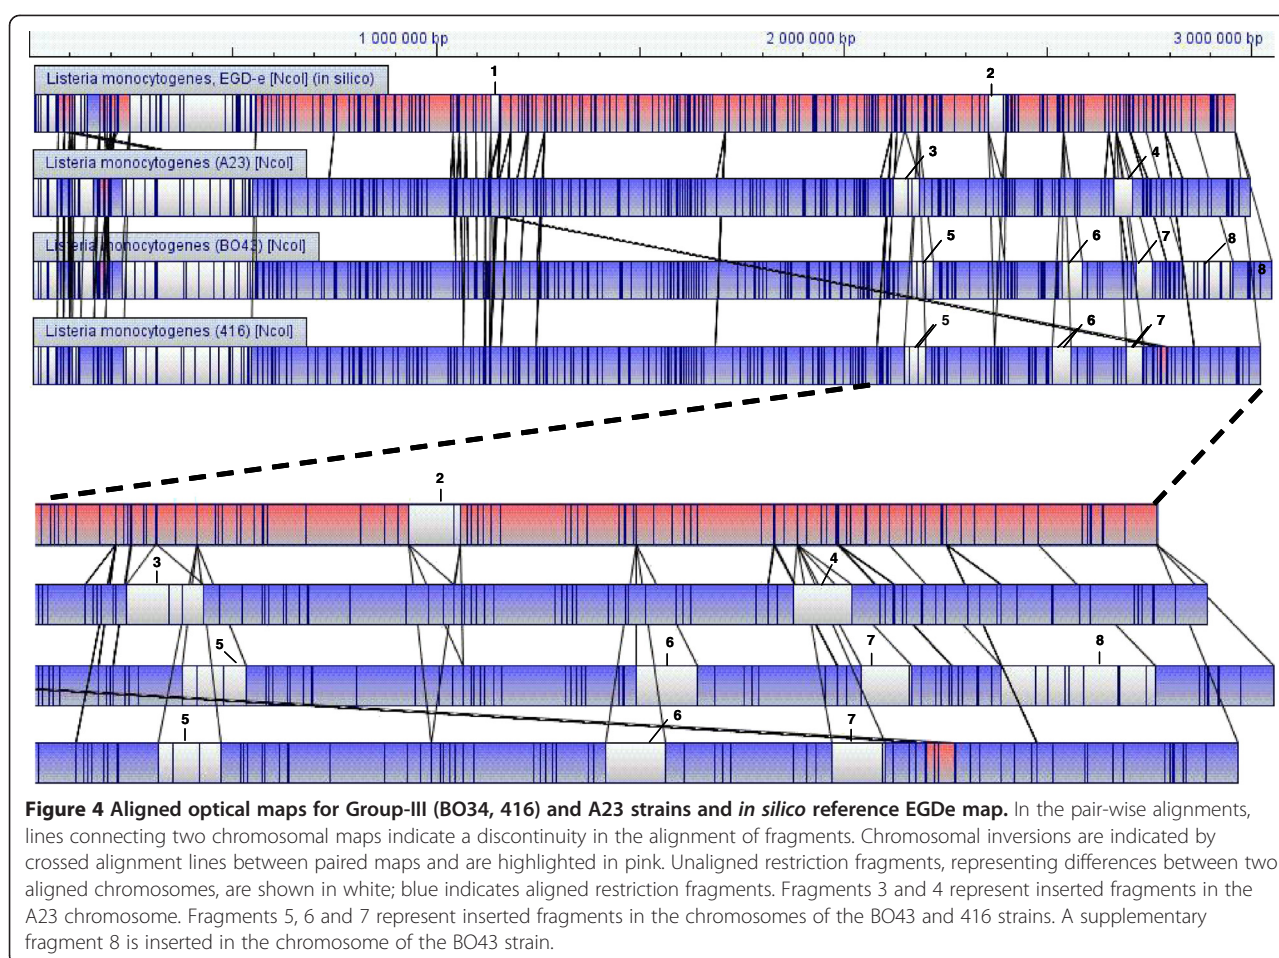 1 000 000 bp 2 000 000 bp 3 000 000 bp
Listeria monocytogenes, EGD-e [NcoI] (in silico)
1 2
Listeria monocytogenes (A23) [NcoI]
3 4
Listeria monocytogenes (BO43) [NcoI]
5 6 7 8
8
Listeria monocytogenes (416) [NcoI]
5 6 7
2
3 4
5 6 7 8
5 6 7
Figure 4 Aligned optical maps for Group-III (BO34, 416) and A23 strains and in silico reference EGDe map. In the pair-wise alignments,
lines connecting two chromosomal maps indicate a discontinuity in the alignment of fragments. Chromosomal inversions are indicated by
crossed alignment lines between paired maps and are highlighted in pink. Unaligned restriction fragments, representing differences between two
aligned chromosomes, are shown in white; blue indicates aligned restriction fragments. Fragments 3 and 4 represent inserted fragments in the
A23 chromosome. Fragments 5, 6 and 7 represent inserted fragments in the chromosomes of the BO43 and 416 strains. A supplementary
fragment 8 is inserted in the chromosome of the BO43 strain.